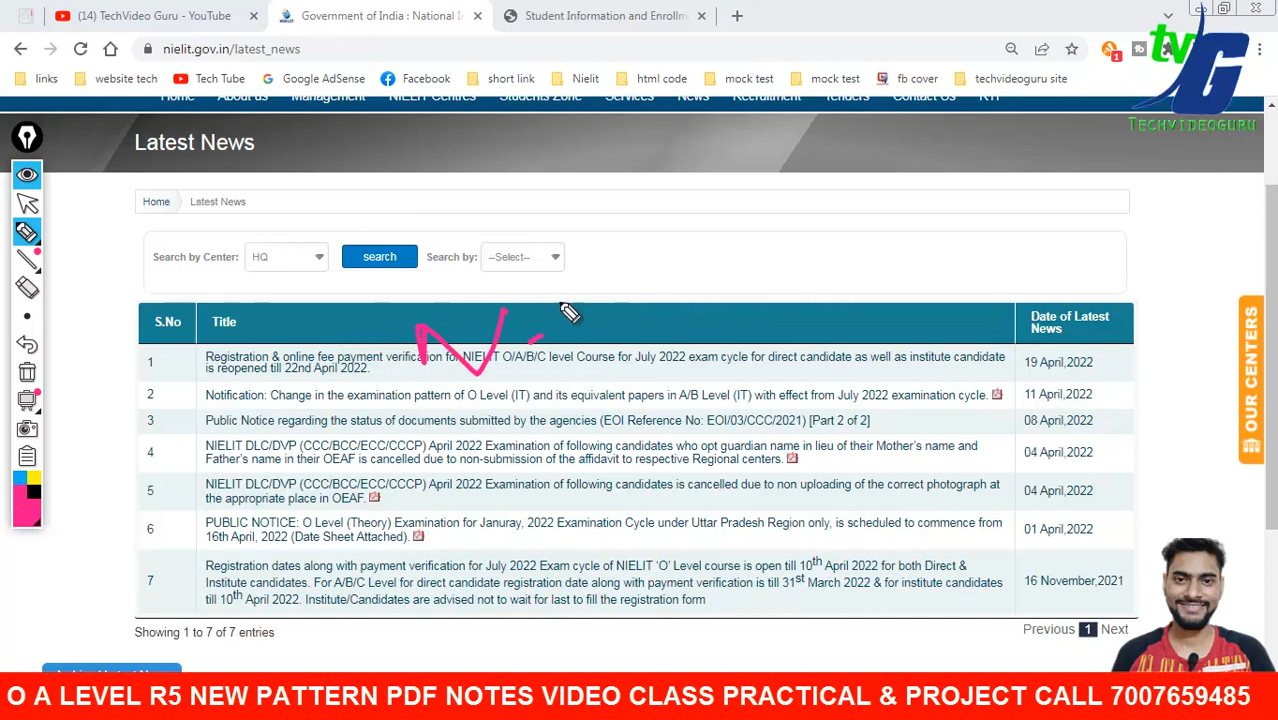 (14) TechVideo Guru - YouTube
Government of India : National In
Student Information and Enrollm
nielit.gov.in/latest_news
links
website tech
Tech Tube
Google AdSense
Facebook
short link
Nielit
html code
mock test
mock test
fb cover
techvideoguru site
1
tv
G
TECHVIDEOGURU
Home
About us
Management
NIELIT Centres
Students Zone
Services
News
Recruitment
Tenders
Contact Us
RTI
Latest News
Home
Latest News
Search by Center:
HQ
search
Search by:
--Select--
S.No
Title
Date of Latest
News
1
Registration & online fee payment verification for NIELIT O/A/B/C level Course for July 2022 exam cycle for direct candidate as well as institute candidate
is reopened till 22nd April 2022.
19 April,2022
2
Notification: Change in the examination pattern of O Level (IT) and its equivalent papers in A/B Level (IT) with effect from July 2022 examination cycle.
11 April,2022
3
Public Notice regarding the status of documents submitted by the agencies (EOI Reference No: EOI/03/CCC/2021) [Part 2 of 2]
08 April,2022
4
NIELIT DLC/DVP (CCC/BCC/ECC/CCCP) April 2022 Examination of following candidates who opt guardian name in lieu of their Mother's name and
Father's name in their OEAF is cancelled due to non-submission of the affidavit to respective Regional centers.
04 April,2022
5
NIELIT DLC/DVP (CCC/BCC/ECC/CCCP) April 2022 Examination of following candidates is cancelled due to non uploading of the correct photograph at
the appropriate place in OEAF.
04 April,2022
6
PUBLIC NOTICE: O Level (Theory) Examination for Januray, 2022 Examination Cycle under Uttar Pradesh Region only, is scheduled to commence from
16th April, 2022 (Date Sheet Attached).
01 April,2022
7
Registration dates along with payment verification for July 2022 Exam cycle of NIELIT 'O' Level course is open till 10th April 2022 for both Direct &
Institute candidates. For A/B/C Level for direct candidate registration date along with payment verification is till 31st March 2022 & for institute candidates
till 10th April 2022. Institute/Candidates are advised not to wait for last to fill the registration form
16 November,2021
Showing 1 to 7 of 7 entries
Previous 1 Next
OUR CENTERS
O A LEVEL R5 NEW PATTERN PDF NOTES VIDEO CLASS PRACTICAL & PROJECT CALL 7007659485